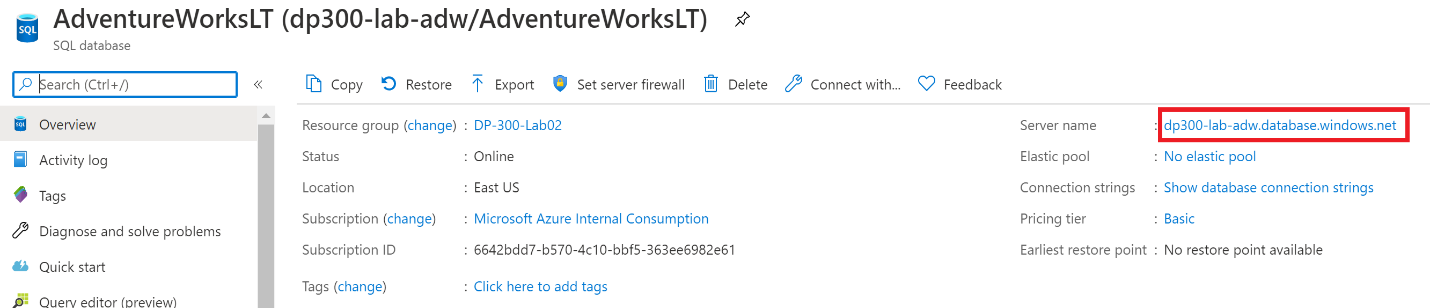 AdventureWorksLT (dp300-lab-adw/AdventureWorksLT)
SQL
SQL database
Search (Ctrl+/)
«
Copy Restore Export Set server firewall Delete Connect with... Feedback
Overview
Activity log
Tags
Diagnose and solve problems
Quick start
Query editor (preview)
Resource group (change) : DP-300-Lab02
Status : Online
Location : East US
Subscription (change) : Microsoft Azure Internal Consumption
Subscription ID : 6642bdd7-b570-4c10-bbf5-363ee6982e61
Tags (change) : Click here to add tags
Server name : dp300-lab-adw.database.windows.net
Elastic pool : No elastic pool
Connection strings : Show database connection strings
Pricing tier : Basic
Earliest restore point : No restore point available